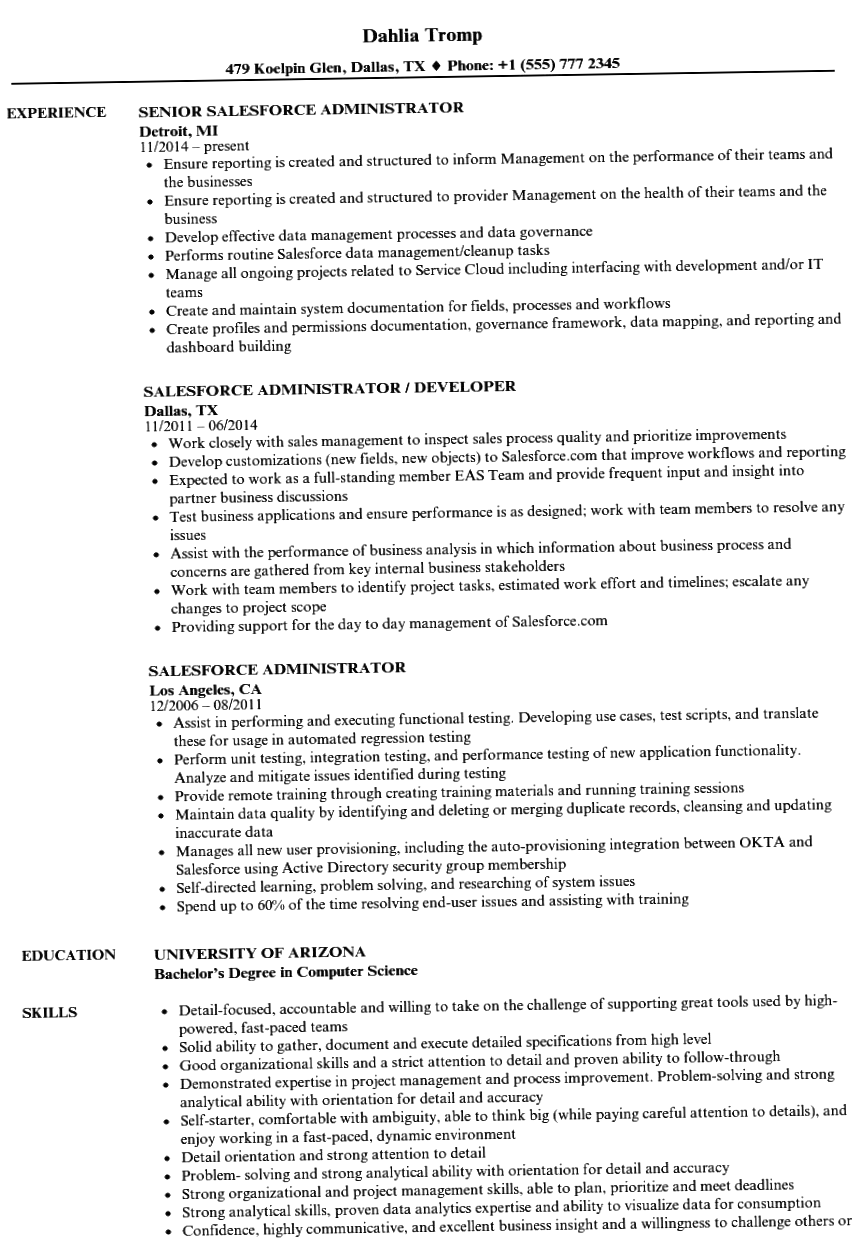 Dahlia Tromp
479 Koelpin Glen, Dallas, TX ♦ Phone: +1 (555) 777 2345
EXPERIENCE
SENIOR SALESFORCE ADMINISTRATOR
Detroit, MI
11/2014 – present
• Ensure reporting is created and structured to inform Management on the performance of their teams and
the businesses
• Ensure reporting is created and structured to provider Management on the health of their teams and the
business
• Develop effective data management processes and data governance
• Performs routine Salesforce data management/cleanup tasks
• Manage all ongoing projects related to Service Cloud including interfacing with development and/or IT
teams
• Create and maintain system documentation for fields, processes and workflows
• Create profiles and permissions documentation, governance framework, data mapping, and reporting and
dashboard building
SALESFORCE ADMINISTRATOR / DEVELOPER
Dallas, TX
11/2011 – 06/2014
• Work closely with sales management to inspect sales process quality and prioritize improvements
• Develop customizations (new fields, new objects) to Salesforce.com that improve workflows and reporting
• Expected to work as a full-standing member EAS Team and provide frequent input and insight into
partner business discussions
• Test business applications and ensure performance is as designed; work with team members to resolve any
issues
• Assist with the performance of business analysis in which information about business process and
concerns are gathered from key internal business stakeholders
• Work with team members to identify project tasks, estimated work effort and timelines; escalate any
changes to project scope
• Providing support for the day to day management of Salesforce.com
SALESFORCE ADMINISTRATOR
Los Angeles, CA
12/2006 – 08/2011
• Assist in performing and executing functional testing. Developing use cases, test scripts, and translate
these for usage in automated regression testing
• Perform unit testing, integration testing, and performance testing of new application functionality.
Analyze and mitigate issues identified during testing
• Provide remote training through creating training materials and running training sessions
• Maintain data quality by identifying and deleting or merging duplicate records, cleansing and updating
inaccurate data
• Manages all new user provisioning, including the auto-provisioning integration between OKTA and
Salesforce using Active Directory security group membership
• Self-directed learning, problem solving, and researching of system issues
• Spend up to 60% of the time resolving end-user issues and assisting with training
EDUCATION
UNIVERSITY OF ARIZONA
Bachelor's Degree in Computer Science
SKILLS
• Detail-focused, accountable and willing to take on the challenge of supporting great tools used by high-
powered, fast-paced teams
• Solid ability to gather, document and execute detailed specifications from high level
• Good organizational skills and a strict attention to detail and proven ability to follow-through
• Demonstrated expertise in project management and process improvement. Problem-solving and strong
analytical ability with orientation for detail and accuracy
• Self-starter, comfortable with ambiguity, able to think big (while paying careful attention to details), and
enjoy working in a fast-paced, dynamic environment
• Detail orientation and strong attention to detail
• Problem- solving and strong analytical ability with orientation for detail and accuracy
• Strong organizational and project management skills, able to plan, prioritize and meet deadlines
• Strong analytical skills, proven data analytics expertise and ability to visualize data for consumption
• Confidence, highly communicative, and excellent business insight and a willingness to challenge others or